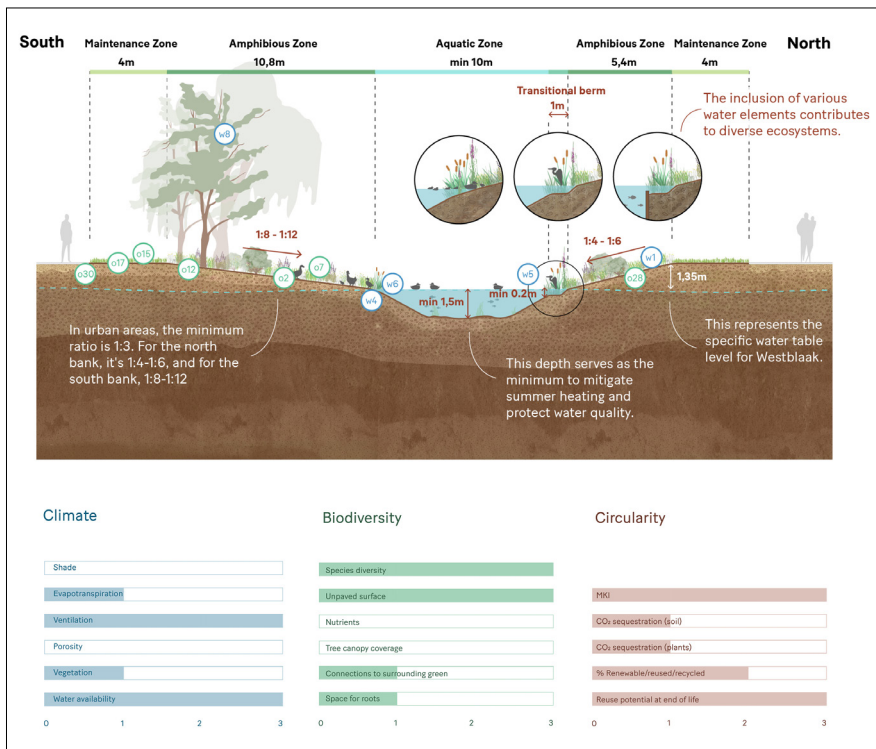 South
Maintenance Zone
Amphibious Zone
Aquatic Zone
Amphibious Zone
Maintenance Zone
North
4m
10,8m
min 10m
5,4m
4m
Transitional berm
1m
The inclusion of various
water elements contributes
to diverse ecosystems.
w8
1:8 - 1:12
1:4 - 1:6
o30
o17
o15
o12
o2
o7
w4
w6
w5
w1
o28
min 1,5m
min 0.2m
1,35m
In urban areas, the minimum
ratio is 1:3. For the north
bank, it's 1:4-1:6, and for the
south bank, 1:8-1:12
This depth serves as the
minimum to mitigate
summer heating and
protect water quality.
This represents the
specific water table
level for Westblaak.
Climate
Shade
Evapotranspiration
Ventilation
Porosity
Vegetation
Water availability
0 1 2 3
Biodiversity
Species diversity
Unpaved surface
Nutrients
Tree canopy coverage
Connections to surrounding green
Space for roots
0 1 2 3
Circularity
MKI
CO₂ sequestration (soil)
CO₂ sequestration (plants)
% Renewable/reused/recycled
Reuse potential at end of life
0 1 2 3